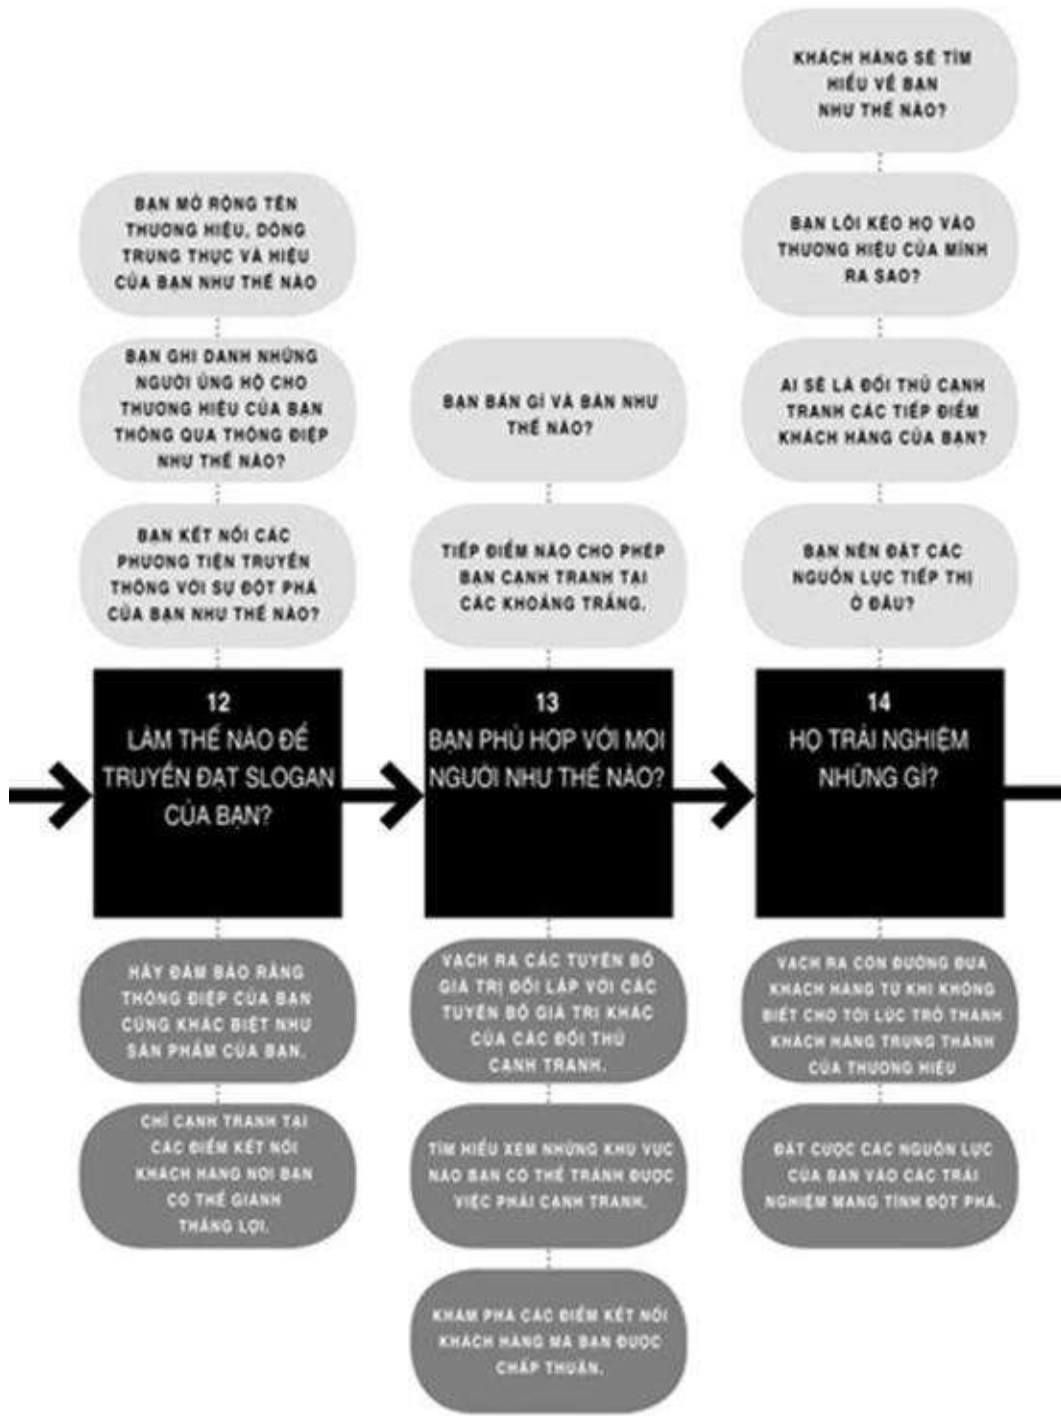 BẠN MỞ RỘNG TÊN
THƯƠNG HIỆU, DÒNG
TRUNG THỰC VÀ HIỆU
CỦA BẠN NHƯ THẾ NÀO
BẠN GHI DANH NHỮNG
NGƯỜI ỦNG HỘ CHO
THƯƠNG HIỆU CỦA BẠN
THÔNG QUA THÔNG ĐIỆP
NHƯ THẾ NÀO?
BẠN KẾT NỐI CÁC
PHƯƠNG TIỆN TRUYỀN
THÔNG VỚI SỰ ĐỘT PHÁ
CỦA BẠN NHƯ THẾ NÀO?
12
LÀM THẾ NÀO ĐỂ
TRUYỀN ĐẠT SLOGAN
CỦA BẠN?
HÃY ĐẢM BẢO RẰNG
THÔNG ĐIỆP CỦA BẠN
CŨNG KHÁC BIỆT NHƯ
SẢN PHẨM CỦA BẠN.
CHỈ CẠNH TRANH TẠI
CÁC ĐIỂM KẾT NỐI
KHÁCH HÀNG NƠI BẠN
CÓ THỂ GIÀNH
THẮNG LỢI.
BẠN BÁN GÌ VÀ BÁN NHƯ
THẾ NÀO?
TIẾP ĐIỂM NÀO CHO PHÉP
BẠN CẠNH TRANH TẠI
CÁC KHOẢNG TRẮNG.
13
BẠN PHÙ HỢP VỚI MỌI
NGƯỜI NHƯ THẾ NÀO?
VẠCH RA CÁC TUYÊN BỐ
GIÁ TRỊ ĐỐI LẬP VỚI CÁC
TUYÊN BỐ GIÁ TRỊ KHÁC
CỦA CÁC ĐỐI THỦ
CẠNH TRANH.
TÌM HIỂU XEM NHỮNG KHU VỰC
NÀO BẠN CÓ THỂ TRÁNH ĐƯỢC
VIỆC PHẢI CẠNH TRANH.
KHÁM PHÁ CÁC ĐIỂM KẾT NỐI
KHÁCH HÀNG MÀ BẠN ĐƯỢC
CHẤP THUẬN.
KHÁCH HÀNG SẼ TÌM
HIỂU VỀ BẠN
NHƯ THẾ NÀO?
BẠN LÔI KÉO HỌ VÀO
THƯƠNG HIỆU CỦA MÌNH
RA SAO?
AI SẼ LÀ ĐỐI THỦ CẠNH
TRANH CÁC TIẾP ĐIỂM
KHÁCH HÀNG CỦA BẠN?
BẠN NÊN ĐẶT CÁC
NGUỒN LỰC TIẾP THỊ
Ở ĐÂU?
14
HỌ TRẢI NGHIỆM
NHỮNG GÌ?
VẠCH RA CON ĐƯỜNG ĐƯA
KHÁCH HÀNG TỪ KHI KHÔNG
BIẾT CHO TỚI LÚC TRỞ THÀNH
KHÁCH HÀNG TRUNG THÀNH
CỦA THƯƠNG HIỆU
ĐẶT CƯỢC CÁC NGUỒN LỰC
CỦA BẠN VÀO CÁC TRẢI
NGHIỆM MANG TÍNH ĐỘT PHÁ.